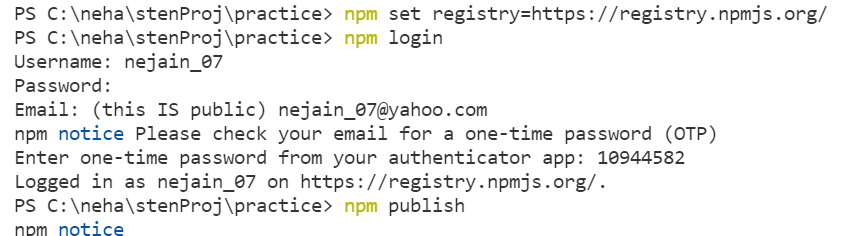 PS C:\neha\stenProj\practice> npm set registry=https://registry.npmjs.org/
PS C:\neha\stenProj\practice> npm login
Username: nejain_07
Password:
Email: (this IS public) nejain_07@yahoo.com
npm notice Please check your email for a one-time password (OTP)
Enter one-time password from your authenticator app: 10944582
Logged in as nejain_07 on https://registry.npmjs.org/.
PS C:\neha\stenProj\practice> npm publish
npm notice